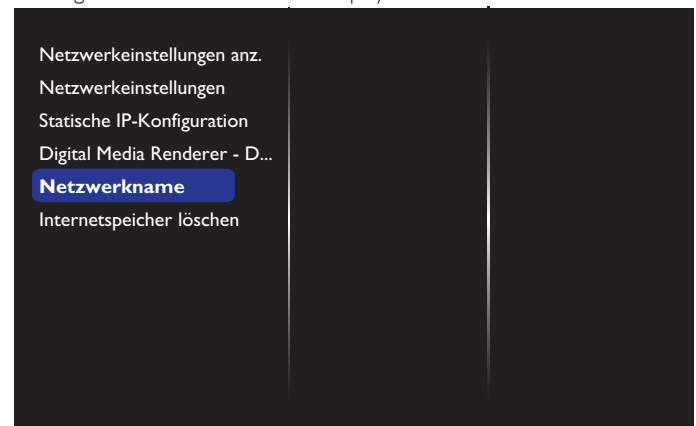 Netzwerkeinstellungen anz.
Netzwerkeinstellungen
Statische IP-Konfiguration
Digital Media Renderer - D...
Netzwerkname
Internetspeicher löschen